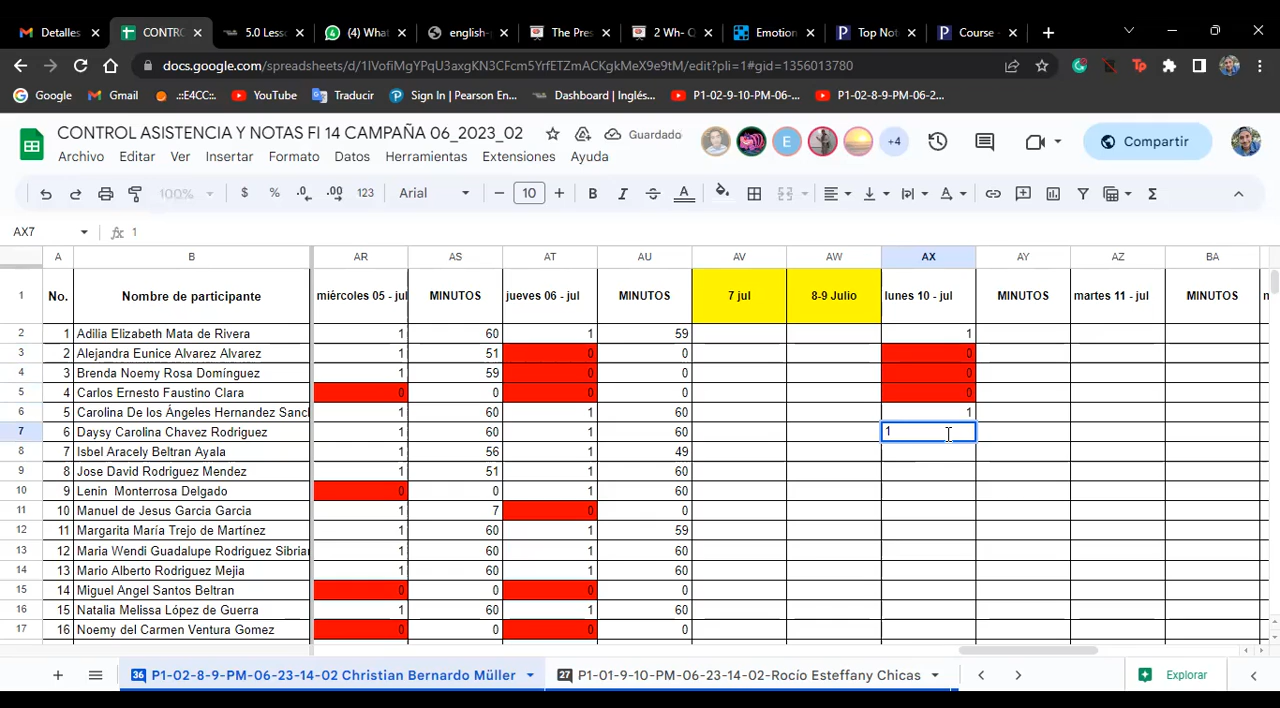 Detalles
CONTRO
5.0 Less
(4) What
english-
The Pres
2 Wh- Q
Emotion
Top Not
Course -
docs.google.com/spreadsheets/d/1IVofiMgYPqU3axgKN3CFcm5YrfETZmACKgkMeX9e9tM/edit?pli=1#gid=1356013780
Google
Gmail
.::E4CC::.
YouTube
Traducir
Sign In | Pearson En...
Dashboard | Inglés...
P1-02-9-10-PM-06-...
P1-02-8-9-PM-06-2...
CONTROL ASISTENCIA Y NOTAS FI 14 CAMPAÑA 06_2023_02
Guardado
+4
Compartir
Archivo Editar Ver Insertar Formato Datos Herramientas Extensiones Ayuda
100% $ % .0 .00 123 Arial 10 B I A
AX7 fx 1
A B AR AS AT AU AV AW AX AY AZ BA
1 No. Nombre de participante miércoles 05 - jul MINUTOS jueves 06 - jul MINUTOS 7 jul 8-9 Julio lunes 10 - jul MINUTOS martes 11 - jul MINUTOS
2 1 Adilia Elizabeth Mata de Rivera 1 60 1 59 1
3 2 Alejandra Eunice Alvarez Alvarez 1 51 0 0 0
4 3 Brenda Noemy Rosa Domínguez 1 59 0 0 0
5 4 Carlos Ernesto Faustino Clara 0 0 0 0 0
6 5 Carolina De los Ángeles Hernandez Sancl 1 60 1 60 1
7 6 Daysy Carolina Chavez Rodriguez 1 60 1 60 1
8 7 Isbel Aracely Beltran Ayala 1 56 1 49
9 8 Jose David Rodriguez Mendez 1 51 1 60
10 9 Lenin Monterrosa Delgado 0 0 1 60
11 10 Manuel de Jesus Garcia Garcia 1 7 0 0
12 11 Margarita María Trejo de Martínez 1 60 1 59
13 12 Maria Wendi Guadalupe Rodriguez Sibrian 1 60 1 60
14 13 Mario Alberto Rodriguez Mejia 1 60 1 60
15 14 Miguel Angel Santos Beltran 0 0 0 0
16 15 Natalia Melissa López de Guerra 1 60 1 60
17 16 Noemy del Carmen Ventura Gomez 0 0 0 0
36 P1-02-8-9-PM-06-23-14-02 Christian Bernardo Müller
27 P1-01-9-10-PM-06-23-14-02-Rocío Esteffany Chicas
Explorar